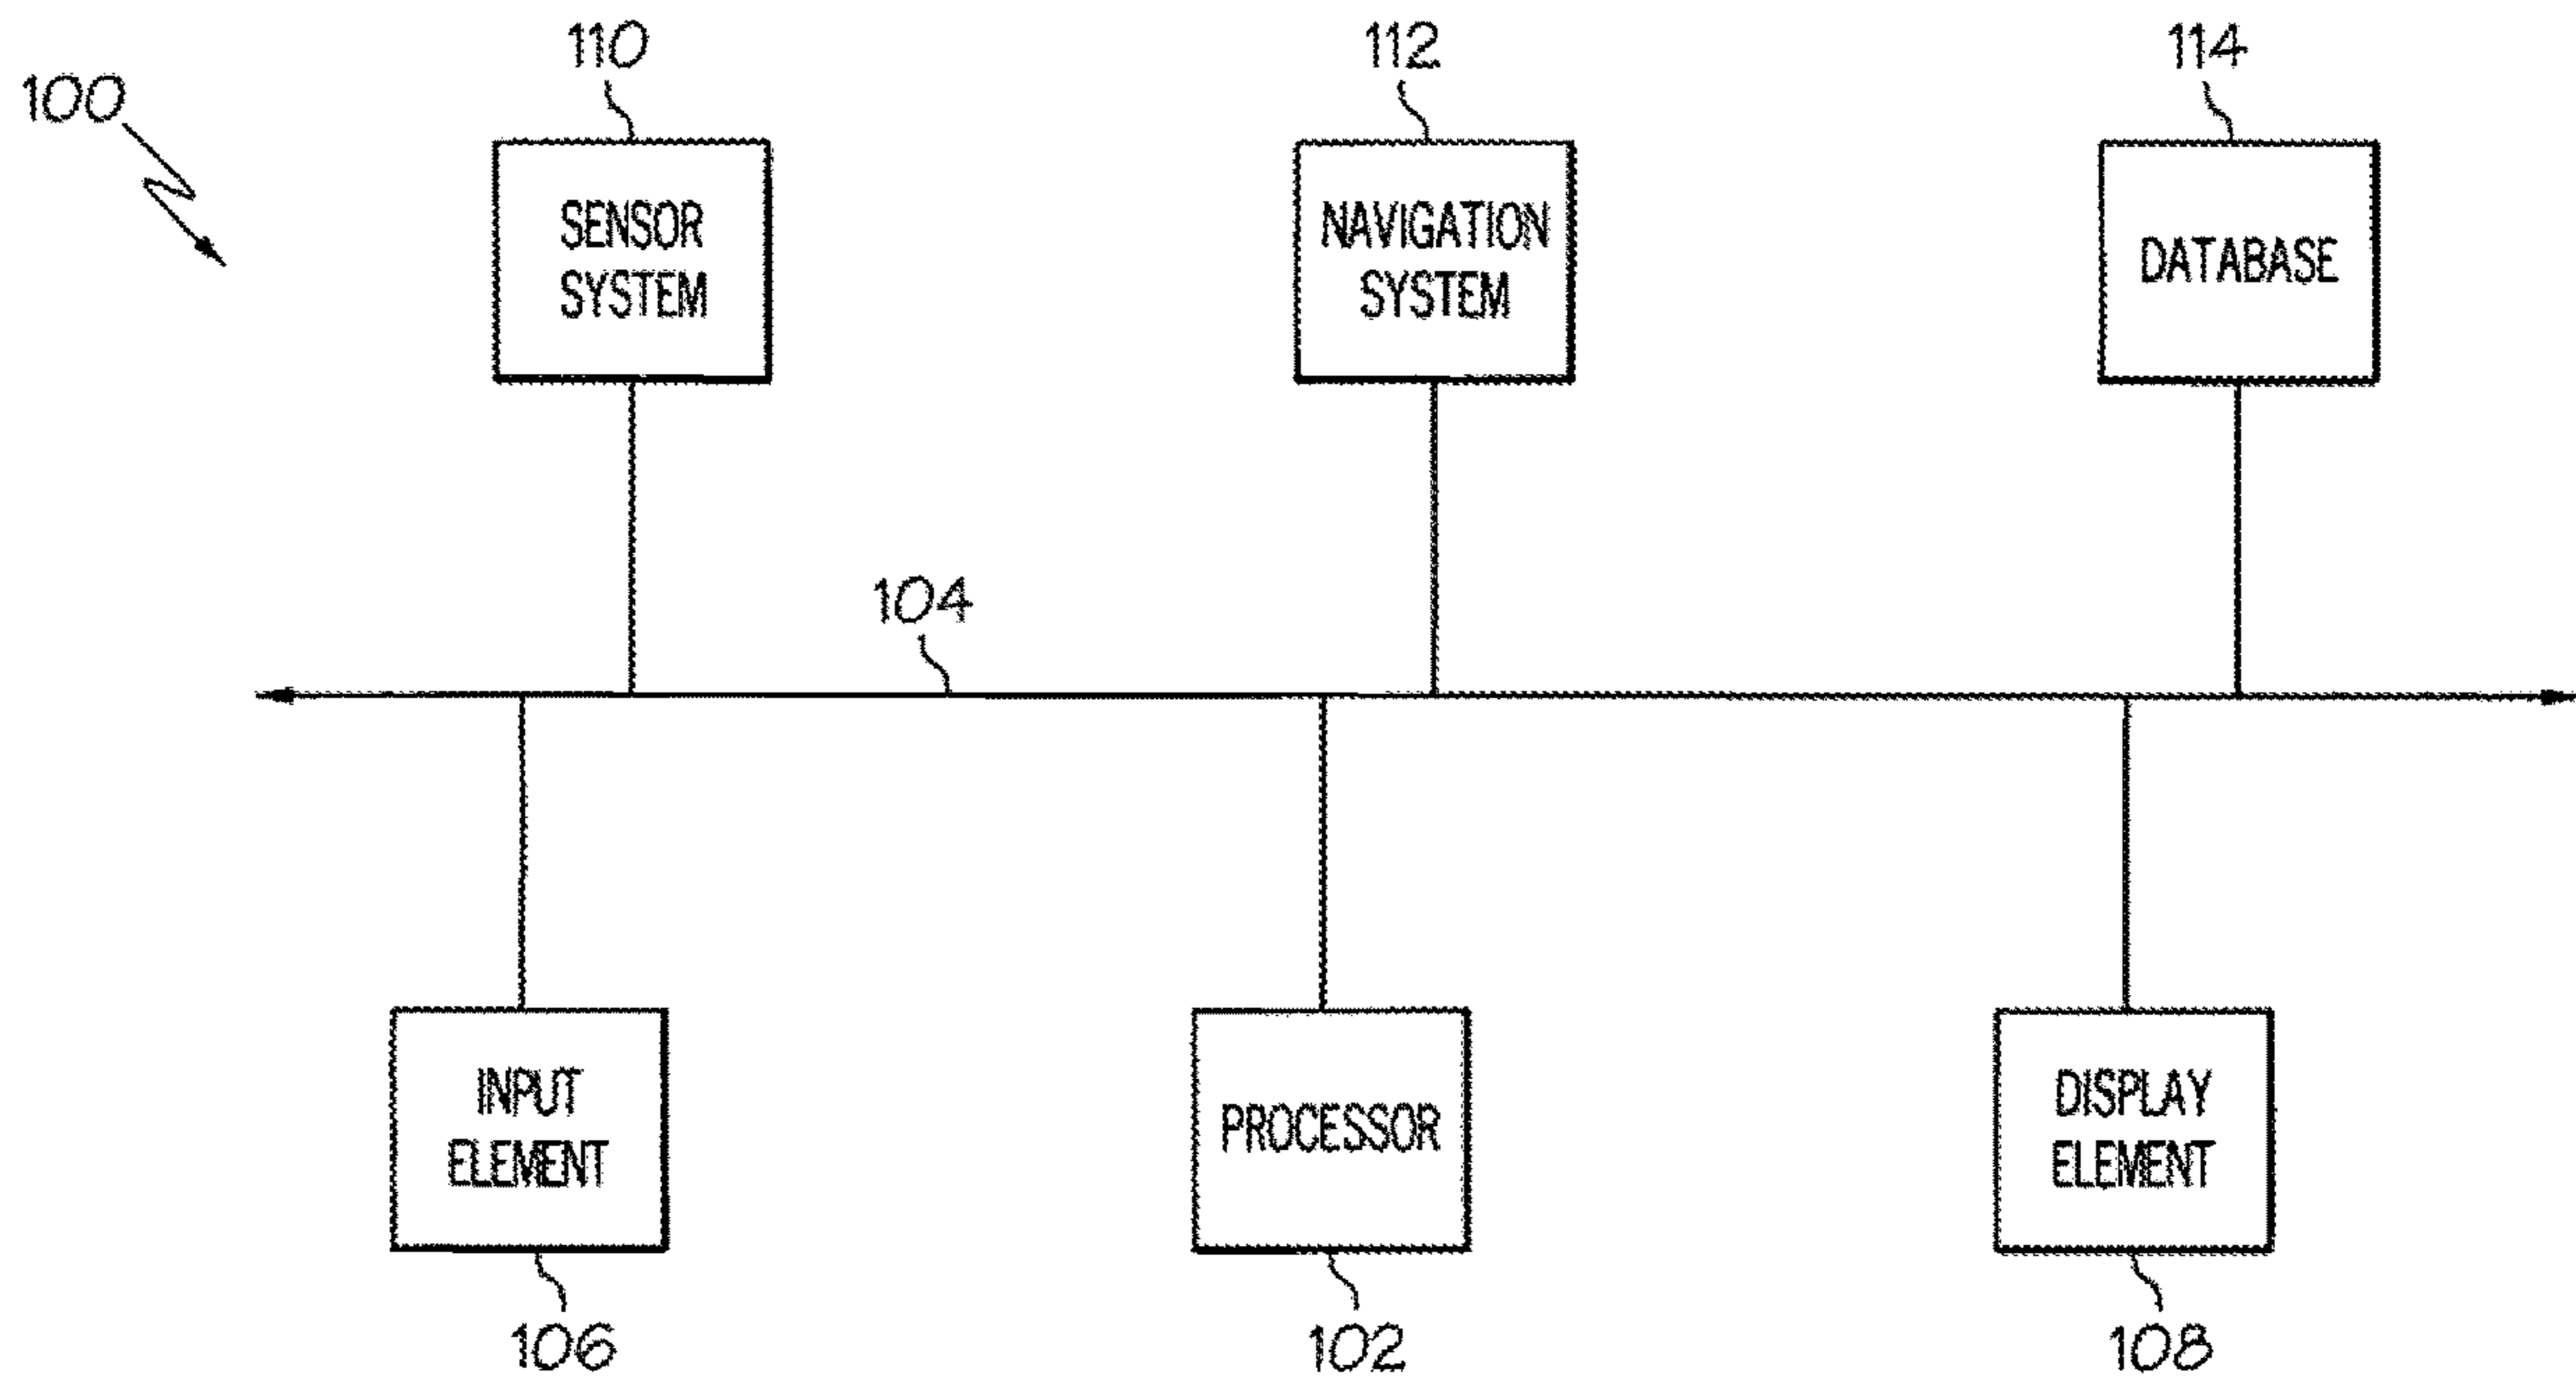 100
110
112
114
SENSOR
SYSTEM
NAVIGATION
SYSTEM
DATABASE
104
INPUT
ELEMENT
PROCESSOR
DISPLAY
ELEMENT
106
102
108